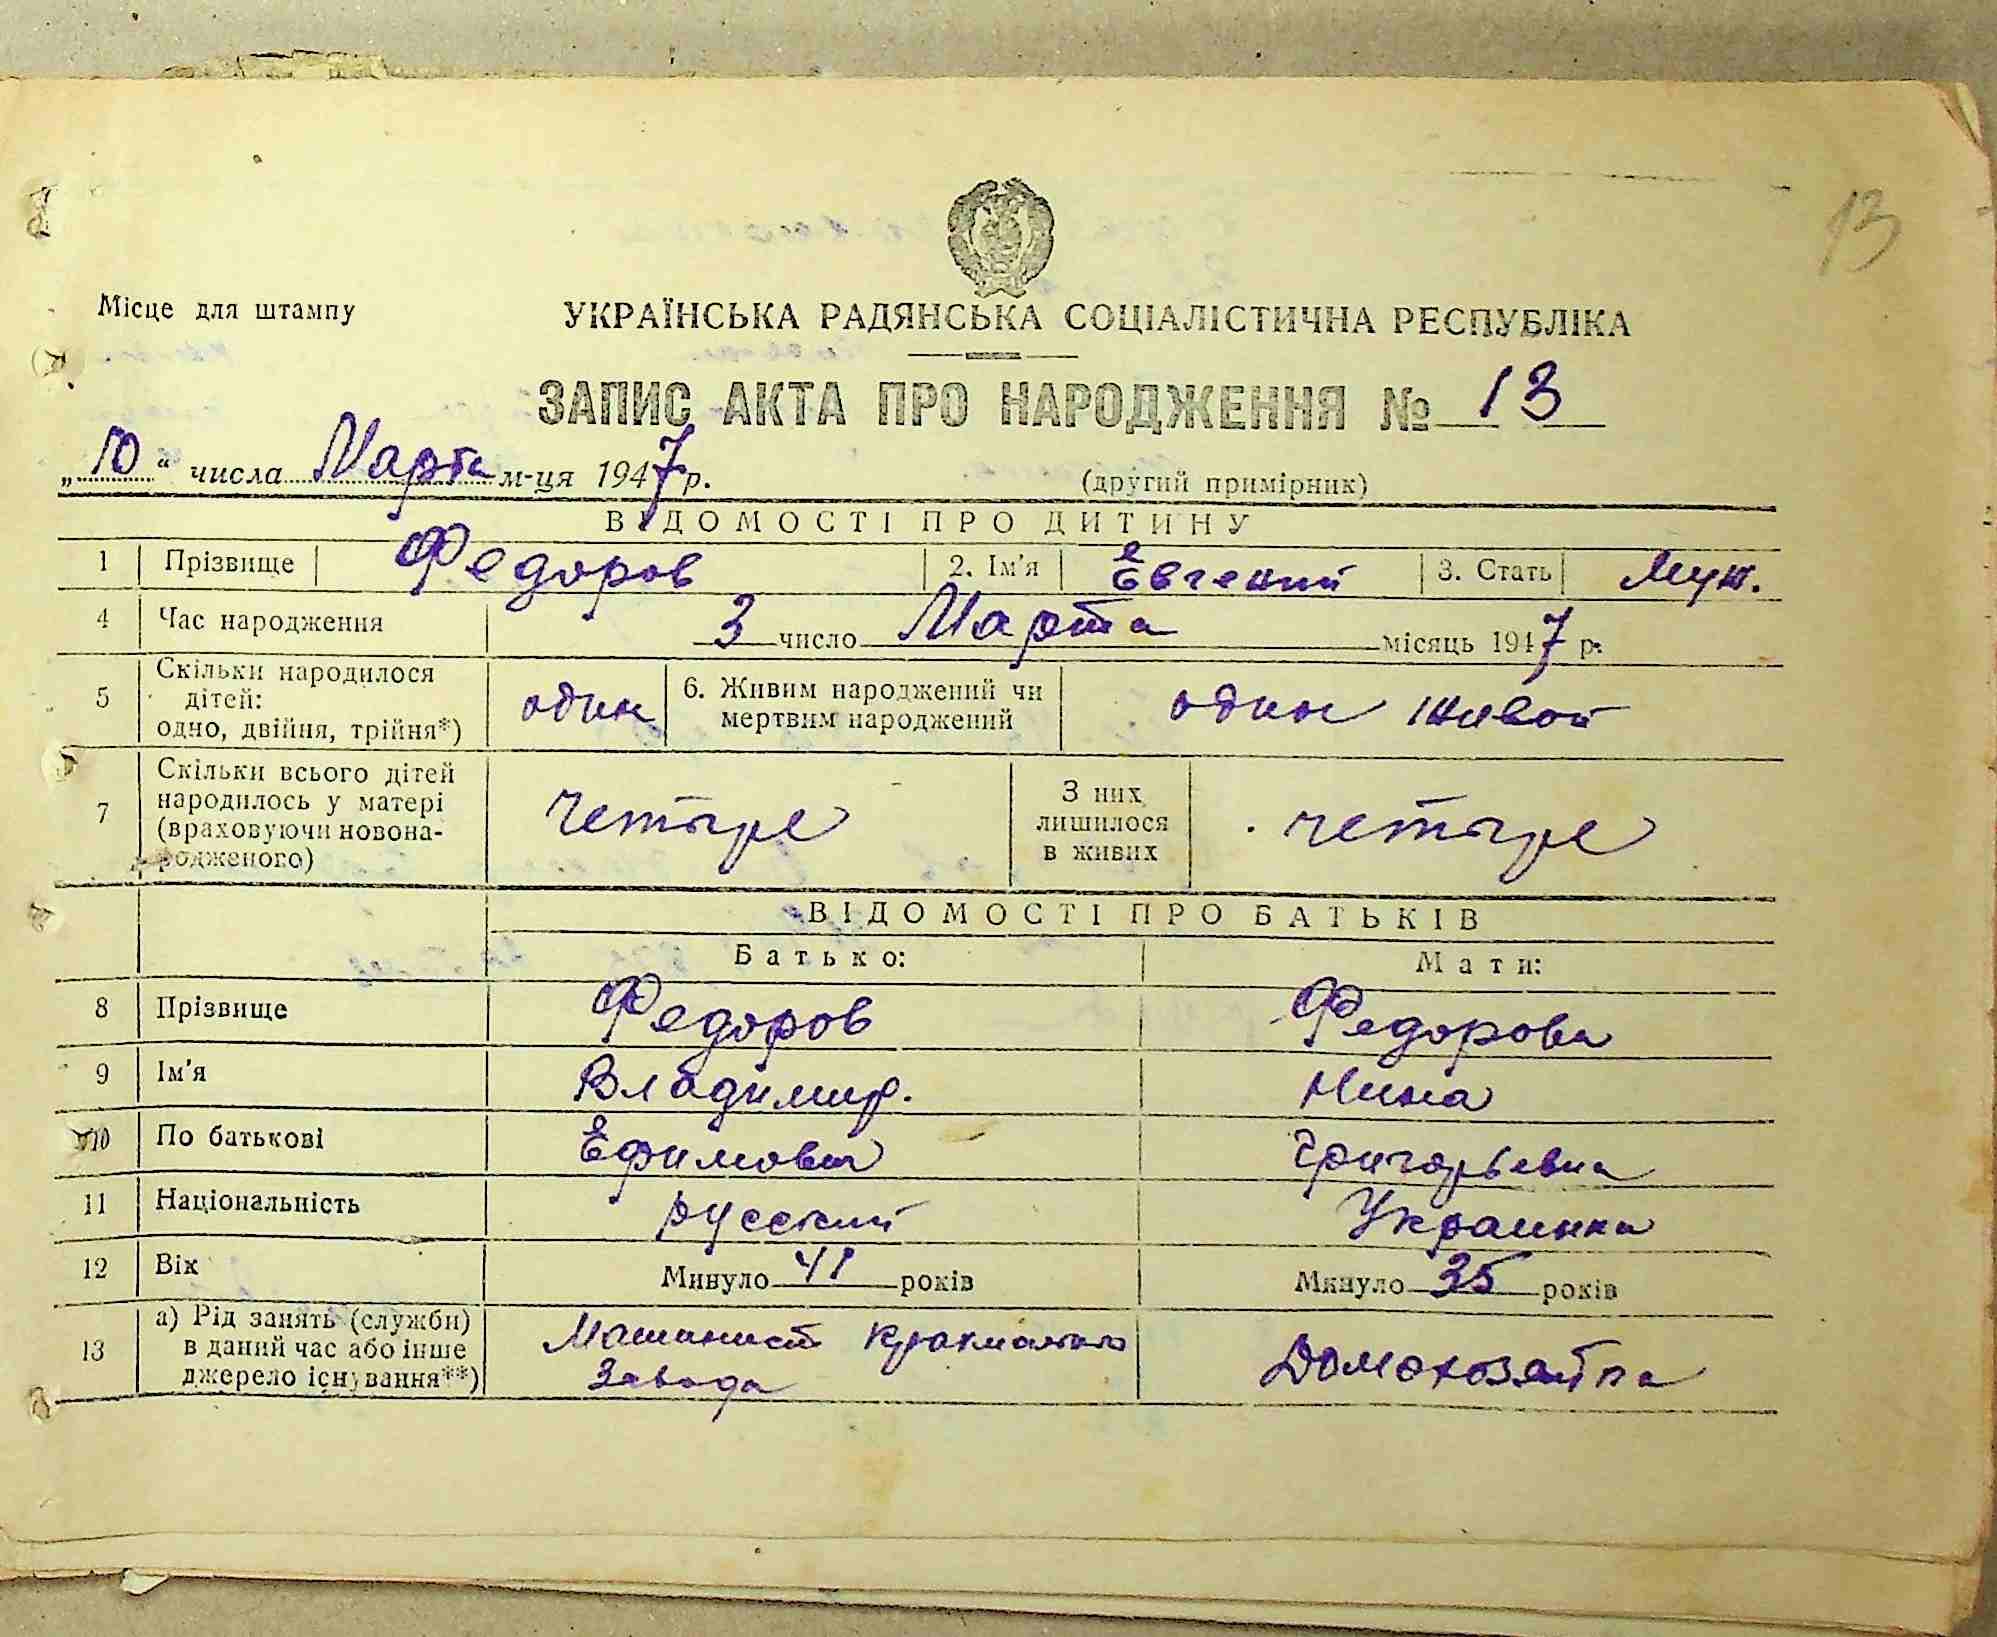 13
Місце для штампу
УКРАЇНСЬКА РАДЯНСЬКА СОЦІАЛІСТИЧНА РЕСПУБЛІКА
ЗАПИС АКТА ПРО НАРОДЖЕННЯ № 13
„10“ числа Марта м-ця 1947 р.
(другий примірник)
ВІДОМОСТІ ПРО ДИТИНУ
1 Прізвище Федоров 2. Ім'я Евгений 3. Стать Муж.
4 Час народження 3 число Марта місяць 1947 р.
5 Скільки народилося дітей: одно, двійня, трійня*) один 6. Живим народжений чи мертвим народжений один живой
7 Скільки всього дітей народилось у матері (враховуючи новонародженого) Четыре З них лишилося в живих четыре
ВІДОМОСТІ ПРО БАТЬКІВ
Батько: Мати:
8 Прізвище Федоров Федорова
9 Ім'я Владимир. Нина
10 По батькові Ефимович Григорьевна
11 Національність русский Украинка
12 Вік Минуло 41 років Минуло 35 років
13 а) Рід занять (служби) в даний час або інше джерело існування**) Машинист Крахмального Завода Домохозяйка